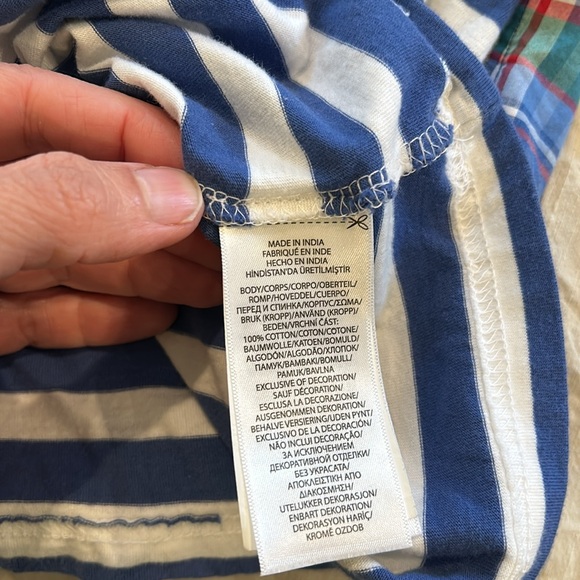 MADE IN INDIA
FABRIQUÉ EN INDE
HECHO EN INDIA
HİNDİSTAN'DA ÜRETİLMİŞTİR
BODY/CORPS/CORPO/OBERTEIL/
ROMP/HOVEDDEL/CUERPO/
ПЕРЕД И СПИНКА/КОРПУС/ΣΩΜΑ/
BRUK (KROPP)/ANVÄND (KROPP)/
BEDEN/VRCHNÍ ČÁST:
100% COTTON/COTON/COTONE/
BAUMWOLLE/KATOEN/BOMULD/
ALGODÓN/ALGODÃO/ХЛОПОК/
ПАМУК/ΒΑΜΒΑΚΙ/BOMULL/
PAMUK/BAVLNA
EXCLUSIVE OF DECORATION/
SAUF DÉCORATION/
ESCLUSA LA DECORAZIONE/
AUSGENOMMEN DEKORATION/
BEHALVE VERSIERING/UDEN PYNT/
EXCLUSIVO DE LA DECORACIÓN/
NÃO INCLUI DECORAÇÃO/
ЗА ИСКЛЮЧЕНИЕМ
ДЕКОРАТИВНОЙ ОТДЕЛКИ/
БЕЗ УКРАСАТА/
ΑΠΟΚΛΕΙΣΤΙΚΗ ΑΠΟ
ΔΙΑΚΟΣΜΗΣΗ/
UTELUKKER DEKORASJON/
ENBART DEKORATION/
DEKORASYON HARİÇ/
KROMĚ OZDOB